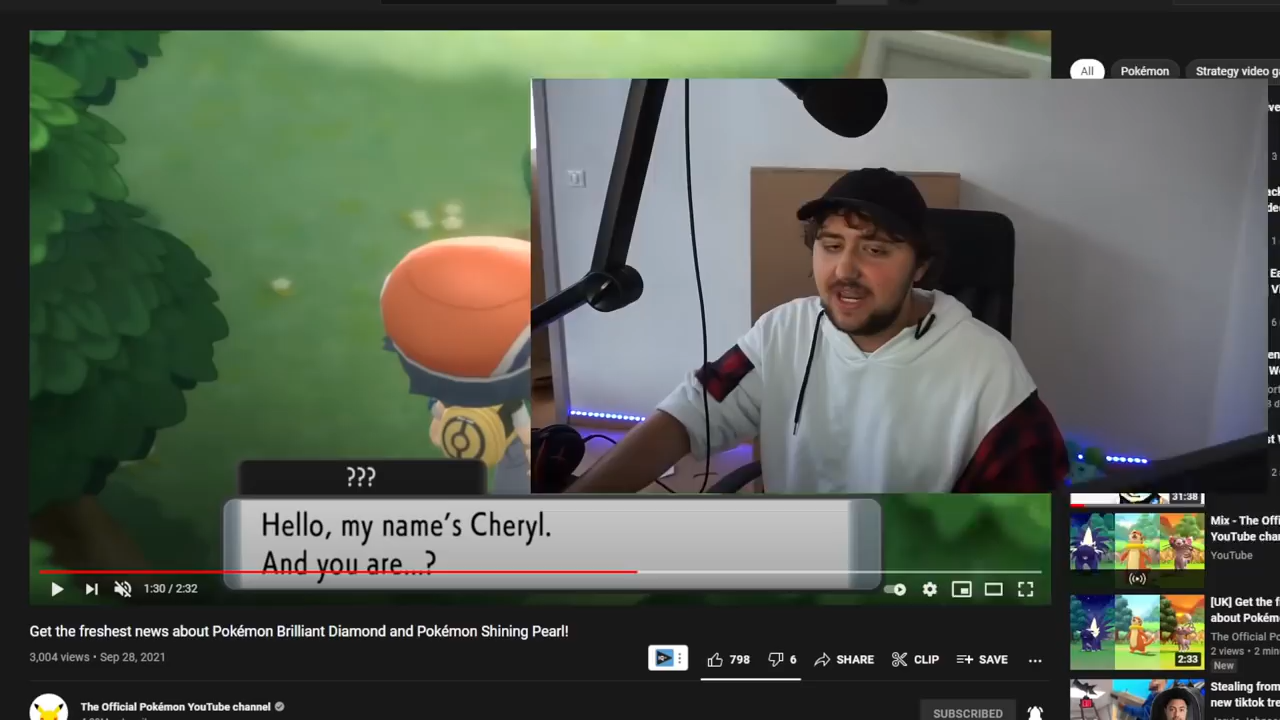 All
Pokémon
Strategy video ga
???
Hello, my name's Cheryl.
And you are...?
1:30 / 2:32
31:38
Mix - The Offi
YouTube chan
YouTube
Get the freshest news about Pokémon Brilliant Diamond and Pokémon Shining Pearl!
3,004 views • Sep 28, 2021
798
6
SHARE
CLIP
SAVE
[UK] Get the f
about Pokém
The Official Po
2 views • 2 min
New
2:33
The Official Pokémon YouTube channel
SUBSCRIBED
Stealing from
new tiktok tre